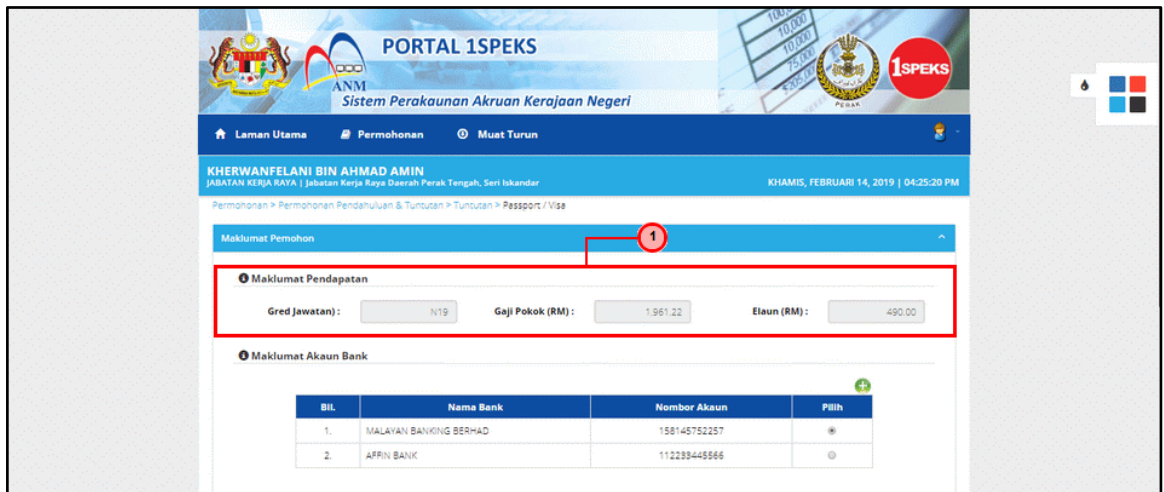 PORTAL 1SPEKS
ANM
Sistem Perakaunan Akruan Kerajaan Negeri
PERAK
1SPEKS
Laman Utama Permohonan Muat Turun
KHERWANFELANI BIN AHMAD AMIN
JABATAN KERJA RAYA | Jabatan Kerja Raya Daerah Perak Tengah, Seri Iskandar KHAMIS, FEBRUARI 14, 2019 | 04:25:20 PM
Permohonan > Permohonan Pendahuluan & Tuntutan > Tuntutan > Passport / Visa
Maklumat Pemohon
1
Maklumat Pendapatan
Gred Jawatan) : N19 Gaji Pokok (RM) : 1,961.22 Elaun (RM) : 490.00
Maklumat Akaun Bank
Bil. Nama Bank Nombor Akaun Pilih
1. MALAYAN BANKING BERHAD 158145752257
2. AFFIN BANK 112233445566